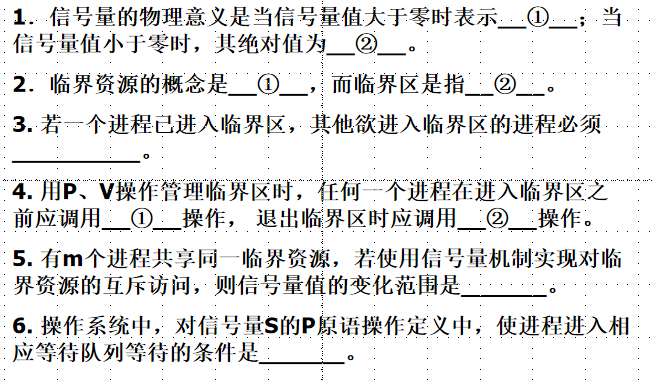 1．信号量的物理意义是当信号量值大于零时表示__①__；当
信号量值小于零时，其绝对值为__②__。
2．临界资源的概念是__①__，而临界区是指__②__。
3. 若一个进程已进入临界区，其他欲进入临界区的进程必须
____________。
4. 用P、V操作管理临界区时，任何一个进程在进入临界区之
前应调用__①__操作， 退出临界区时应调用__②__操作。
5. 有m个进程共享同一临界资源，若使用信号量机制实现对临
界资源的互斥访问，则信号量值的变化范围是________。
6. 操作系统中，对信号量S的P原语操作定义中，使进程进入相
应等待队列等待的条件是________。